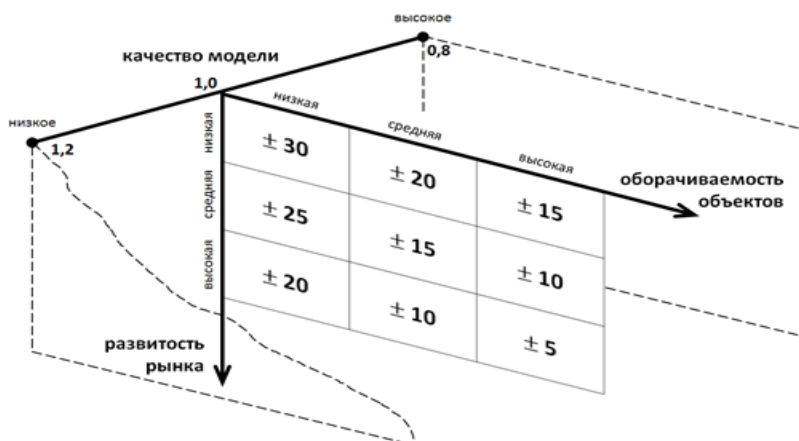 высокое
качество модели
0,8
1,0
низкая
низкое
1,2
средняя
высокая
оборачиваемость
объектов
низкая
средняя
высокая
± 30
± 20
± 15
± 25
± 15
± 10
± 20
± 10
± 5
развитость
рынка